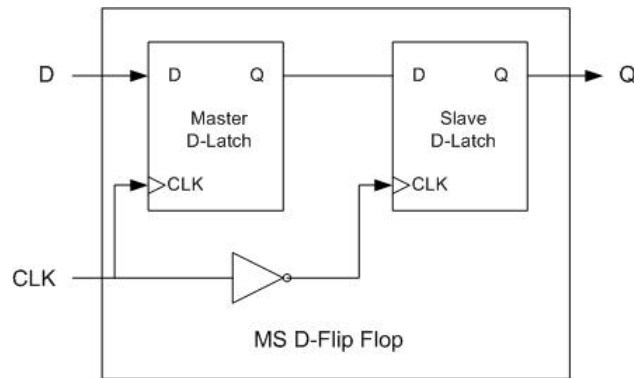 D
D
Q
D
Q
Q
Master
D-Latch
Slave
D-Latch
CLK
CLK
CLK
MS D-Flip Flop